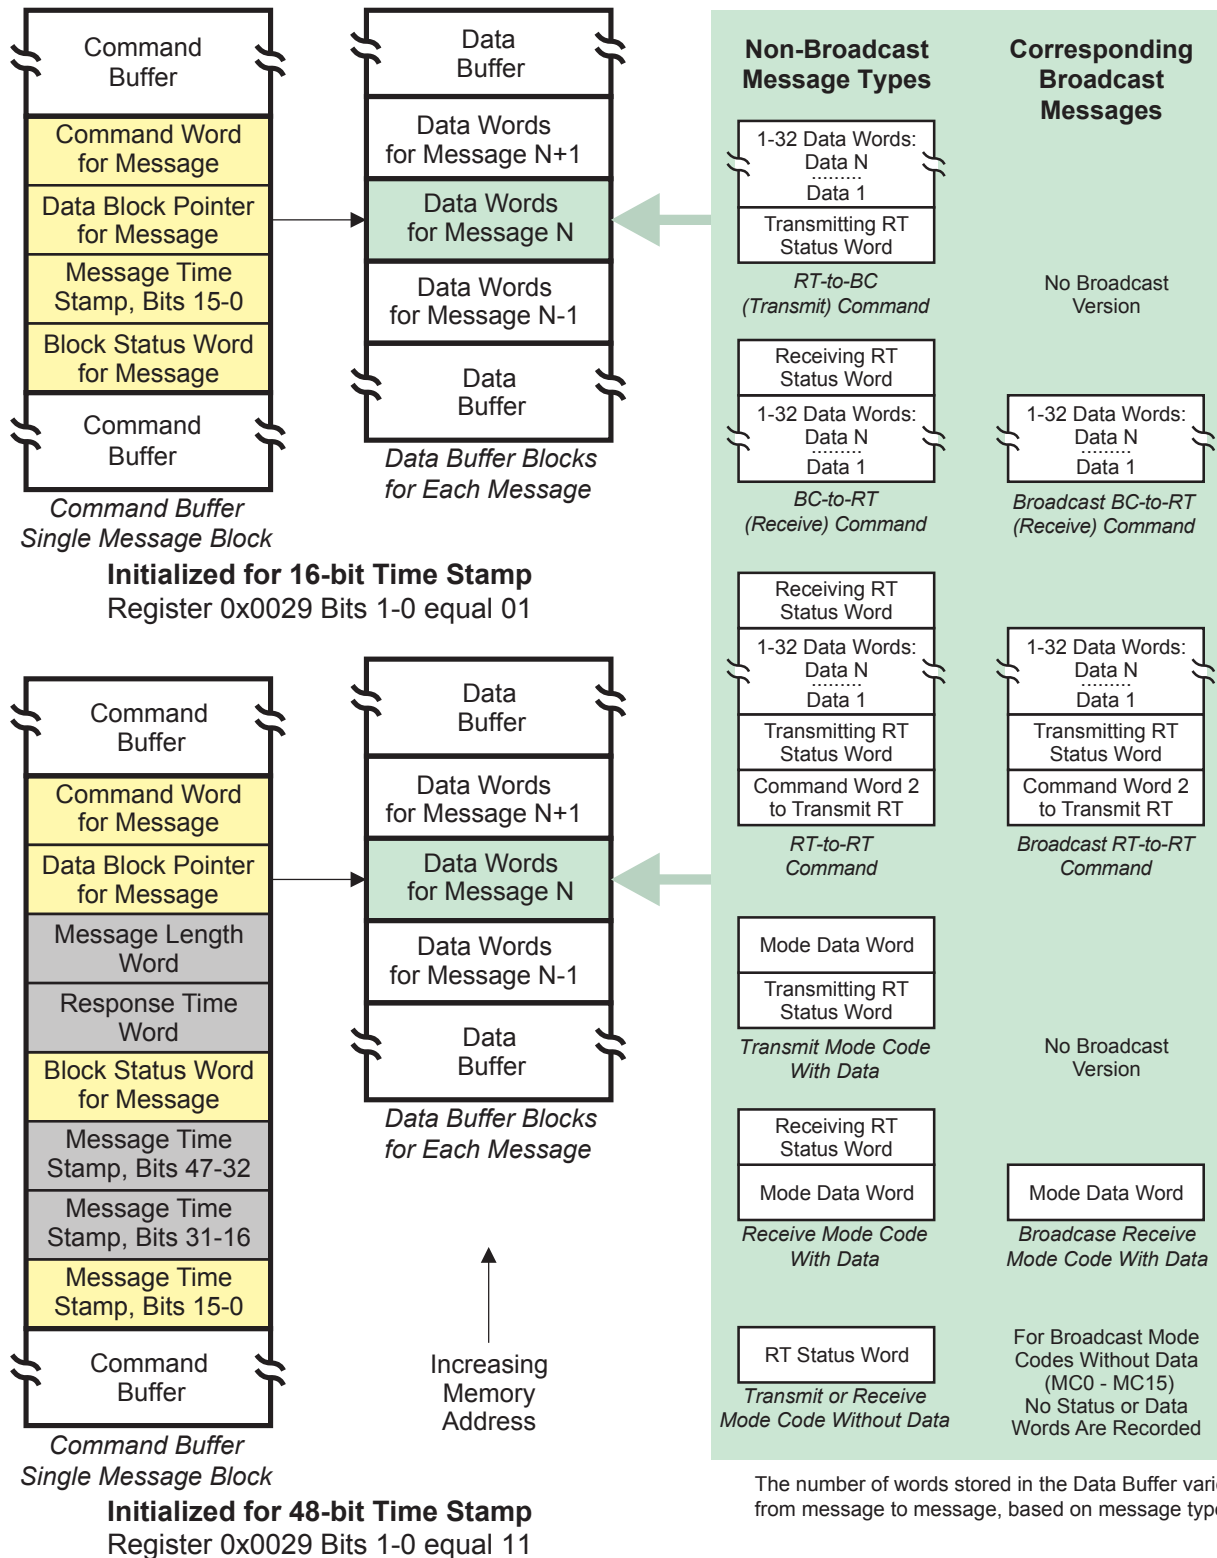 Command
Buffer
Command Word
for Message
Data Block Pointer
for Message
Message Time
Stamp, Bits 15-0
Block Status Word
for Message
Command
Buffer
Command Buffer
Single Message Block
Data
Buffer
Data Words
for Message N+1
Data Words
for Message N
Data Words
for Message N-1
Data
Buffer
Data Buffer Blocks
for Each Message
Initialized for 16-bit Time Stamp
Register 0x0029 Bits 1-0 equal 01
Command
Buffer
Command Word
for Message
Data Block Pointer
for Message
Message Length
Word
Response Time
Word
Block Status Word
for Message
Message Time
Stamp, Bits 47-32
Message Time
Stamp, Bits 31-16
Message Time
Stamp, Bits 15-0
Command
Buffer
Command Buffer
Single Message Block
Data
Buffer
Data Words
for Message N+1
Data Words
for Message N
Data Words
for Message N-1
Data
Buffer
Data Buffer Blocks
for Each Message
Increasing
Memory
Address
Initialized for 48-bit Time Stamp
Register 0x0029 Bits 1-0 equal 11
Non-Broadcast
Message Types
1-32 Data Words:
Data N
.........
Data 1
Transmitting RT
Status Word
RT-to-BC
(Transmit) Command
Receiving RT
Status Word
1-32 Data Words:
Data N
.........
Data 1
BC-to-RT
(Receive) Command
Receiving RT
Status Word
1-32 Data Words:
Data N
.........
Data 1
Transmitting RT
Status Word
Command Word 2
to Transmit RT
RT-to-RT
Command
Mode Data Word
Transmitting RT
Status Word
Transmit Mode Code
With Data
Receiving RT
Status Word
Mode Data Word
Receive Mode Code
With Data
RT Status Word
Transmit or Receive
Mode Code Without Data
Corresponding
Broadcast
Messages
No Broadcast
Version
1-32 Data Words:
Data N
.........
Data 1
Broadcast BC-to-RT
(Receive) Command
1-32 Data Words:
Data N
.........
Data 1
Transmitting RT
Status Word
Command Word 2
to Transmit RT
Broadcast RT-to-RT
Command
No Broadcast
Version
Mode Data Word
Broadcase Receive
Mode Code With Data
For Broadcast Mode
Codes Without Data
(MC0 - MC15)
No Status or Data
Words Are Recorded
The number of words stored in the Data Buffer varie
from message to message, based on message type